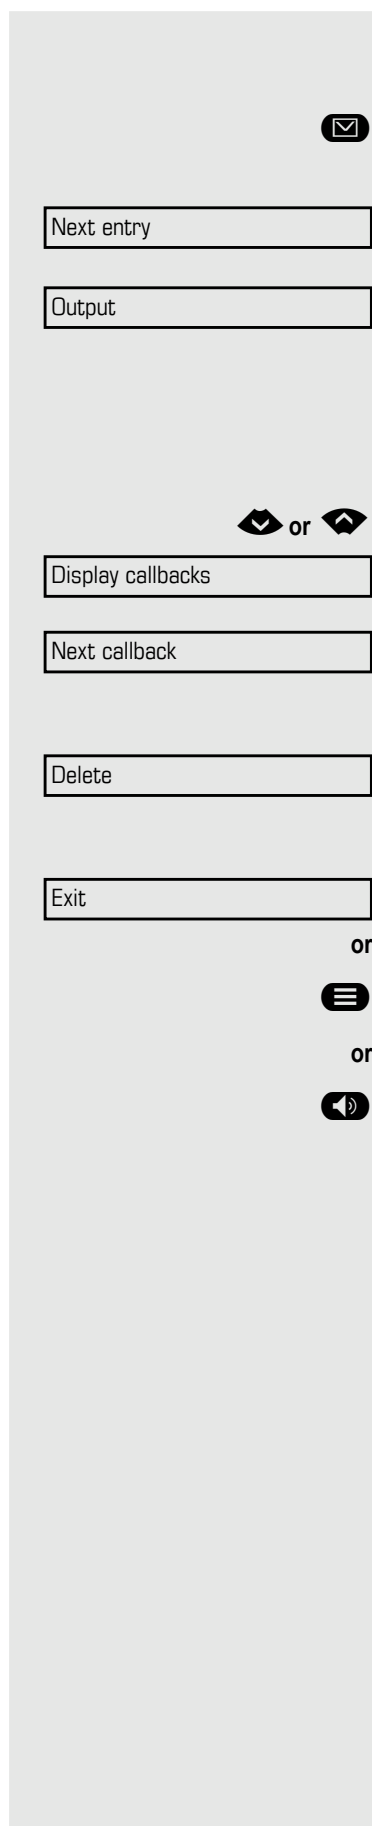 Next entry
Output
or
Display callbacks
Next callback
Delete
Exit
or
or